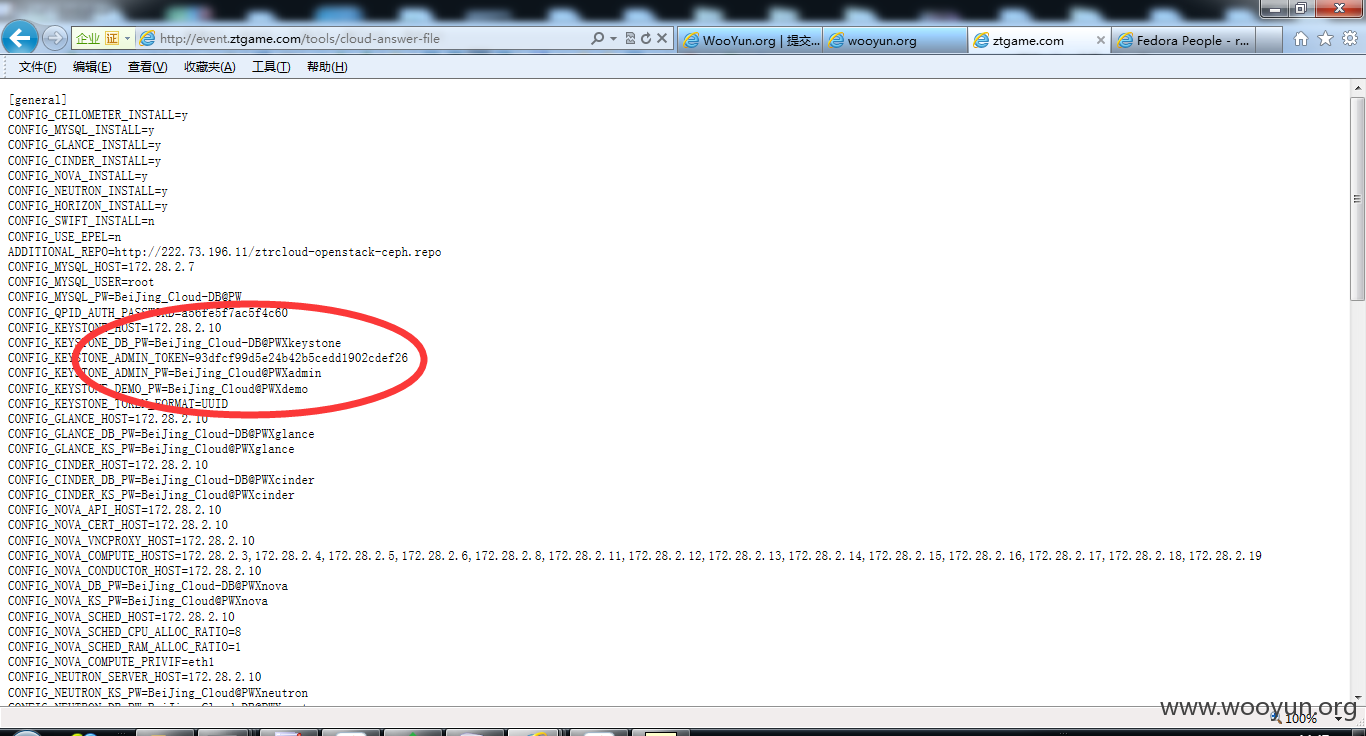 企业 证 http://event.ztgame.com/tools/cloud-answer-file
WooYun.org | 提交...
wooyun.org
ztgame.com
Fedora People - r...
文件(F) 编辑(E) 查看(V) 收藏夹(A) 工具(T) 帮助(H)
[general]
CONFIG_CEILOMETER_INSTALL=y
CONFIG_MYSQL_INSTALL=y
CONFIG_GLANCE_INSTALL=y
CONFIG_CINDER_INSTALL=y
CONFIG_NOVA_INSTALL=y
CONFIG_NEUTRON_INSTALL=y
CONFIG_HORIZON_INSTALL=y
CONFIG_SWIFT_INSTALL=n
CONFIG_USE_EPEL=n
ADDITIONAL_REPO=http://222.73.196.11/ztrcloud-openstack-ceph.repo
CONFIG_MYSQL_HOST=172.28.2.7
CONFIG_MYSQL_USER=root
CONFIG_MYSQL_PW=BeiJing_Cloud-DB@PW
CONFIG_QPID_AUTH_PASSWORD=a56fe5f7ac5f4c60
CONFIG_KEYSTONE_HOST=172.28.2.10
CONFIG_KEYSTONE_DB_PW=BeiJing_Cloud-DB@PWXkeystone
CONFIG_KEYSTONE_ADMIN_TOKEN=93dfcf99d5e24b42b5cedd1902cdef26
CONFIG_KEYSTONE_ADMIN_PW=BeiJing_Cloud@PWXadmin
CONFIG_KEYSTONE_DEMO_PW=BeiJing_Cloud@PWXdemo
CONFIG_KEYSTONE_TOKEN_FORMAT=UUID
CONFIG_GLANCE_HOST=172.28.2.10
CONFIG_GLANCE_DB_PW=BeiJing_Cloud-DB@PWXglance
CONFIG_GLANCE_KS_PW=BeiJing_Cloud@PWXglance
CONFIG_CINDER_HOST=172.28.2.10
CONFIG_CINDER_DB_PW=BeiJing_Cloud-DB@PWXcinder
CONFIG_CINDER_KS_PW=BeiJing_Cloud@PWXcinder
CONFIG_NOVA_API_HOST=172.28.2.10
CONFIG_NOVA_CERT_HOST=172.28.2.10
CONFIG_NOVA_VNCPROXY_HOST=172.28.2.10
CONFIG_NOVA_COMPUTE_HOSTS=172.28.2.3,172.28.2.4,172.28.2.5,172.28.2.6,172.28.2.8,172.28.2.11,172.28.2.12,172.28.2.13,172.28.2.14,172.28.2.15,172.28.2.16,172.28.2.17,172.28.2.18,172.28.2.19
CONFIG_NOVA_CONDUCTOR_HOST=172.28.2.10
CONFIG_NOVA_DB_PW=BeiJing_Cloud-DB@PWXnova
CONFIG_NOVA_KS_PW=BeiJing_Cloud@PWXnova
CONFIG_NOVA_SCHED_HOST=172.28.2.10
CONFIG_NOVA_SCHED_CPU_ALLOC_RATIO=8
CONFIG_NOVA_SCHED_RAM_ALLOC_RATIO=1
CONFIG_NOVA_COMPUTE_PRIVIF=eth1
CONFIG_NEUTRON_SERVER_HOST=172.28.2.10
CONFIG_NEUTRON_KS_PW=BeiJing_Cloud@PWXneutron
www.wooyun.org
100%